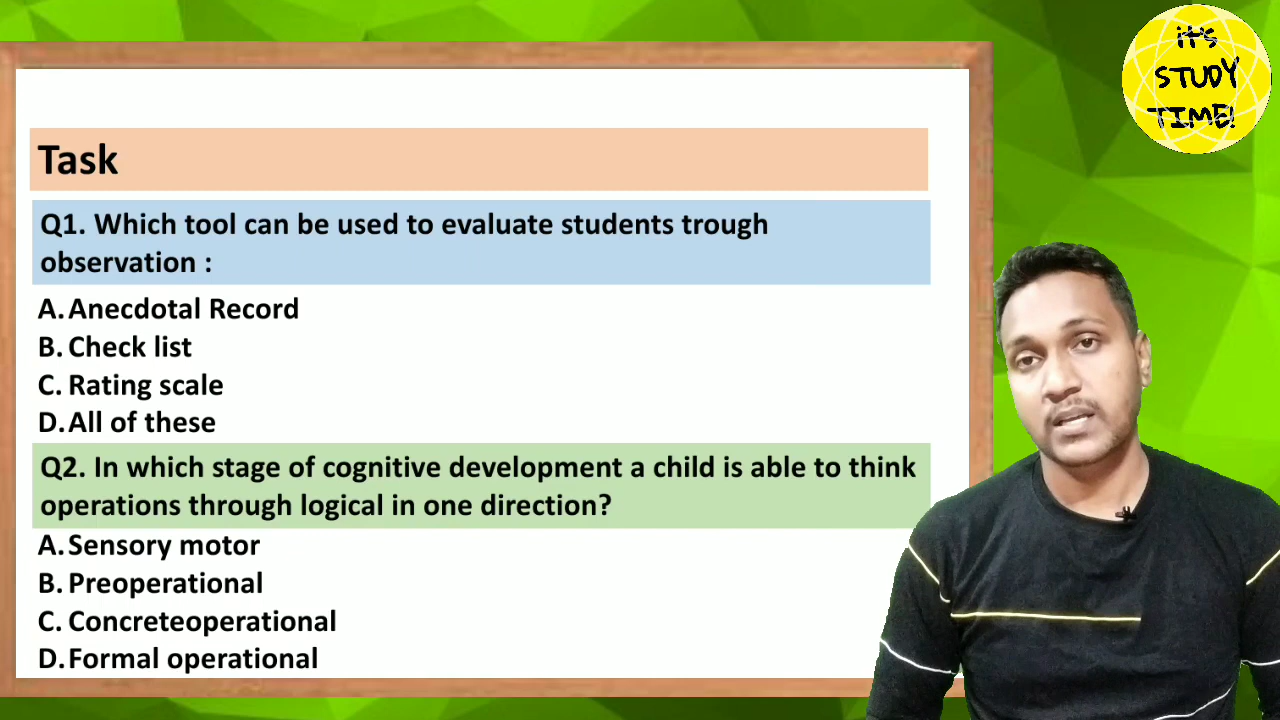 it's
STUDY
TIME!
Task
Q1. Which tool can be used to evaluate students trough
observation :
A. Anecdotal Record
B. Check list
C. Rating scale
D. All of these
Q2. In which stage of cognitive development a child is able to think
operations through logical in one direction?
A. Sensory motor
B. Preoperational
C. Concreteoperational
D. Formal operational